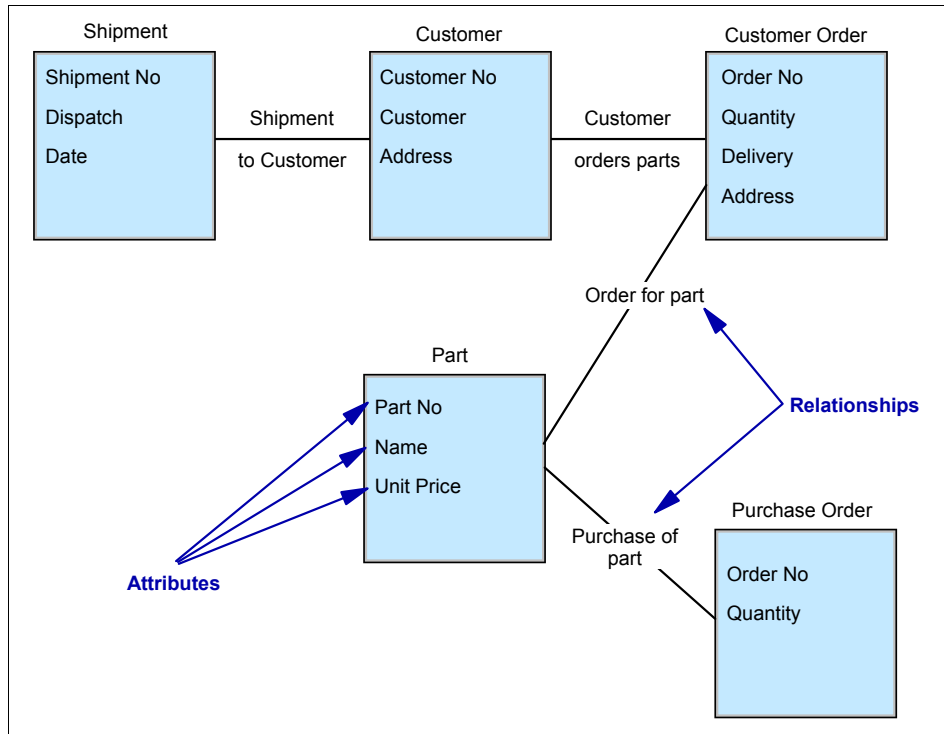 Shipment
Customer
Customer Order
Shipment No
Dispatch
Date
Shipment
to Customer
Customer No
Customer
Address
Customer
orders parts
Order No
Quantity
Delivery
Address
Order for part
Part
Part No
Name
Unit Price
Relationships
Attributes
Purchase of
part
Purchase Order
Order No
Quantity